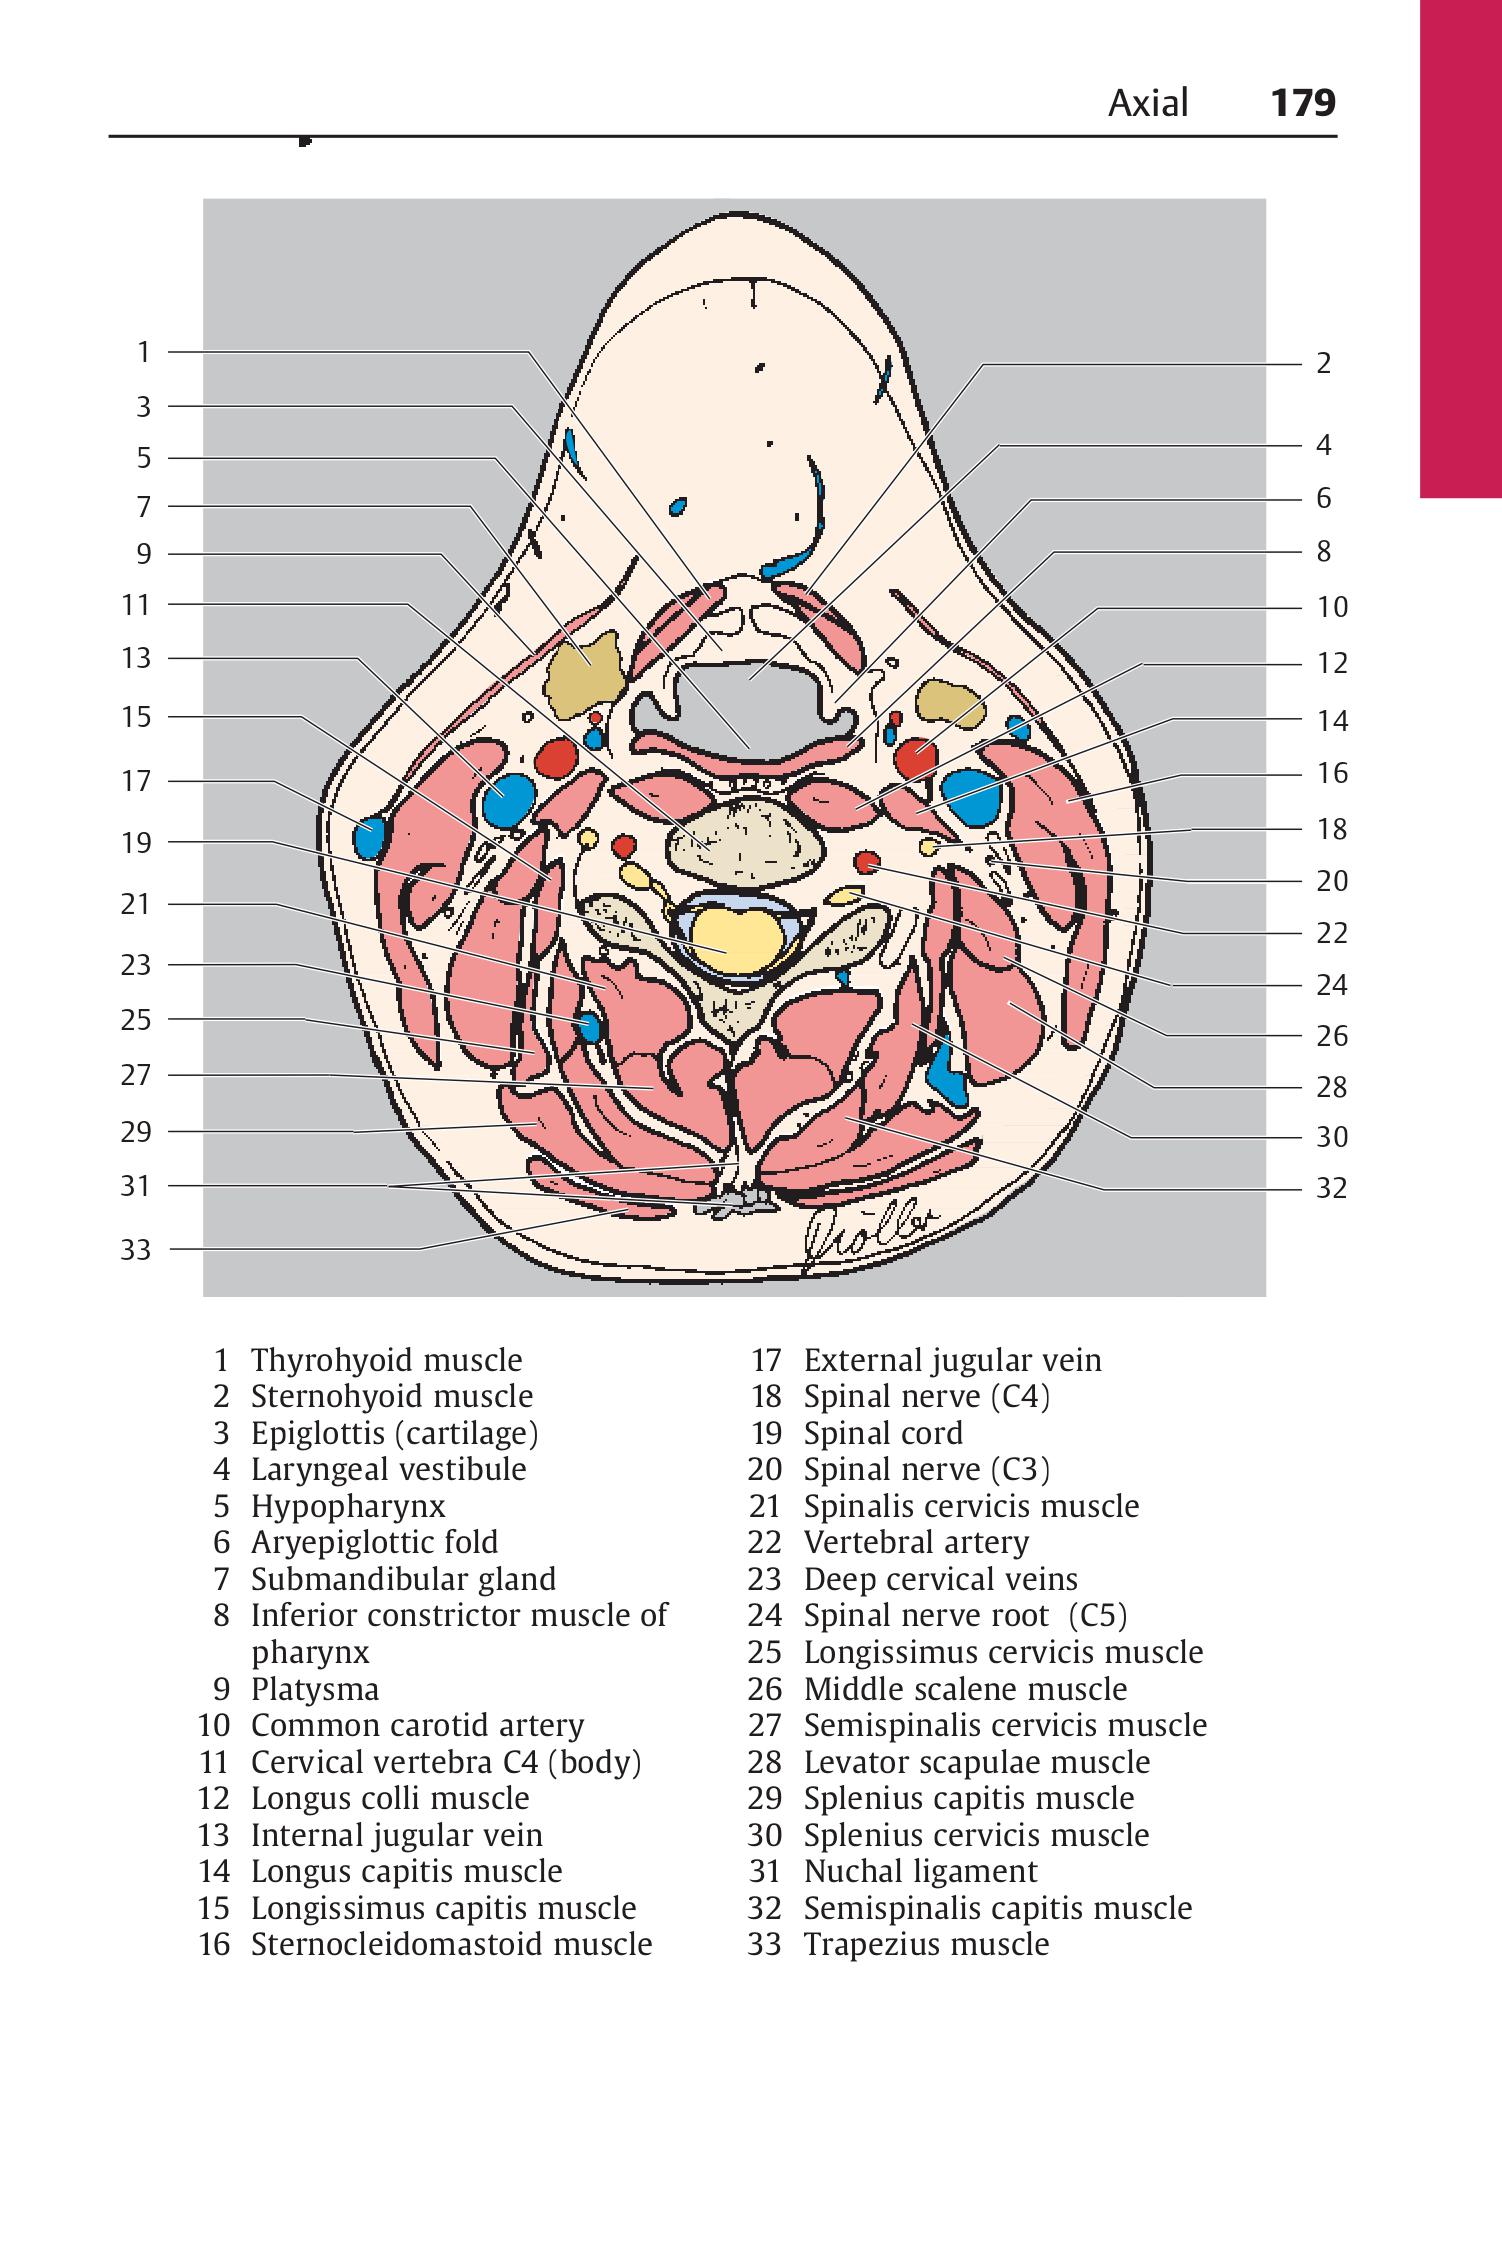 Axial 179
1
2
3
4
5
6
7
8
9
10
11
12
13
14
15
16
17
18
19
20
21
22
23
24
25
26
27
28
29
30
31
32
33
1 Thyrohyoid muscle
2 Sternohyoid muscle
3 Epiglottis (cartilage)
4 Laryngeal vestibule
5 Hypopharynx
6 Aryepiglottic fold
7 Submandibular gland
8 Inferior constrictor muscle of
pharynx
9 Platysma
10 Common carotid artery
11 Cervical vertebra C4 (body)
12 Longus colli muscle
13 Internal jugular vein
14 Longus capitis muscle
15 Longissimus capitis muscle
16 Sternocleidomastoid muscle
17 External jugular vein
18 Spinal nerve (C4)
19 Spinal cord
20 Spinal nerve (C3)
21 Spinalis cervicis muscle
22 Vertebral artery
23 Deep cervical veins
24 Spinal nerve root (C5)
25 Longissimus cervicis muscle
26 Middle scalene muscle
27 Semispinalis cervicis muscle
28 Levator scapulae muscle
29 Splenius capitis muscle
30 Splenius cervicis muscle
31 Nuchal ligament
32 Semispinalis capitis muscle
33 Trapezius muscle